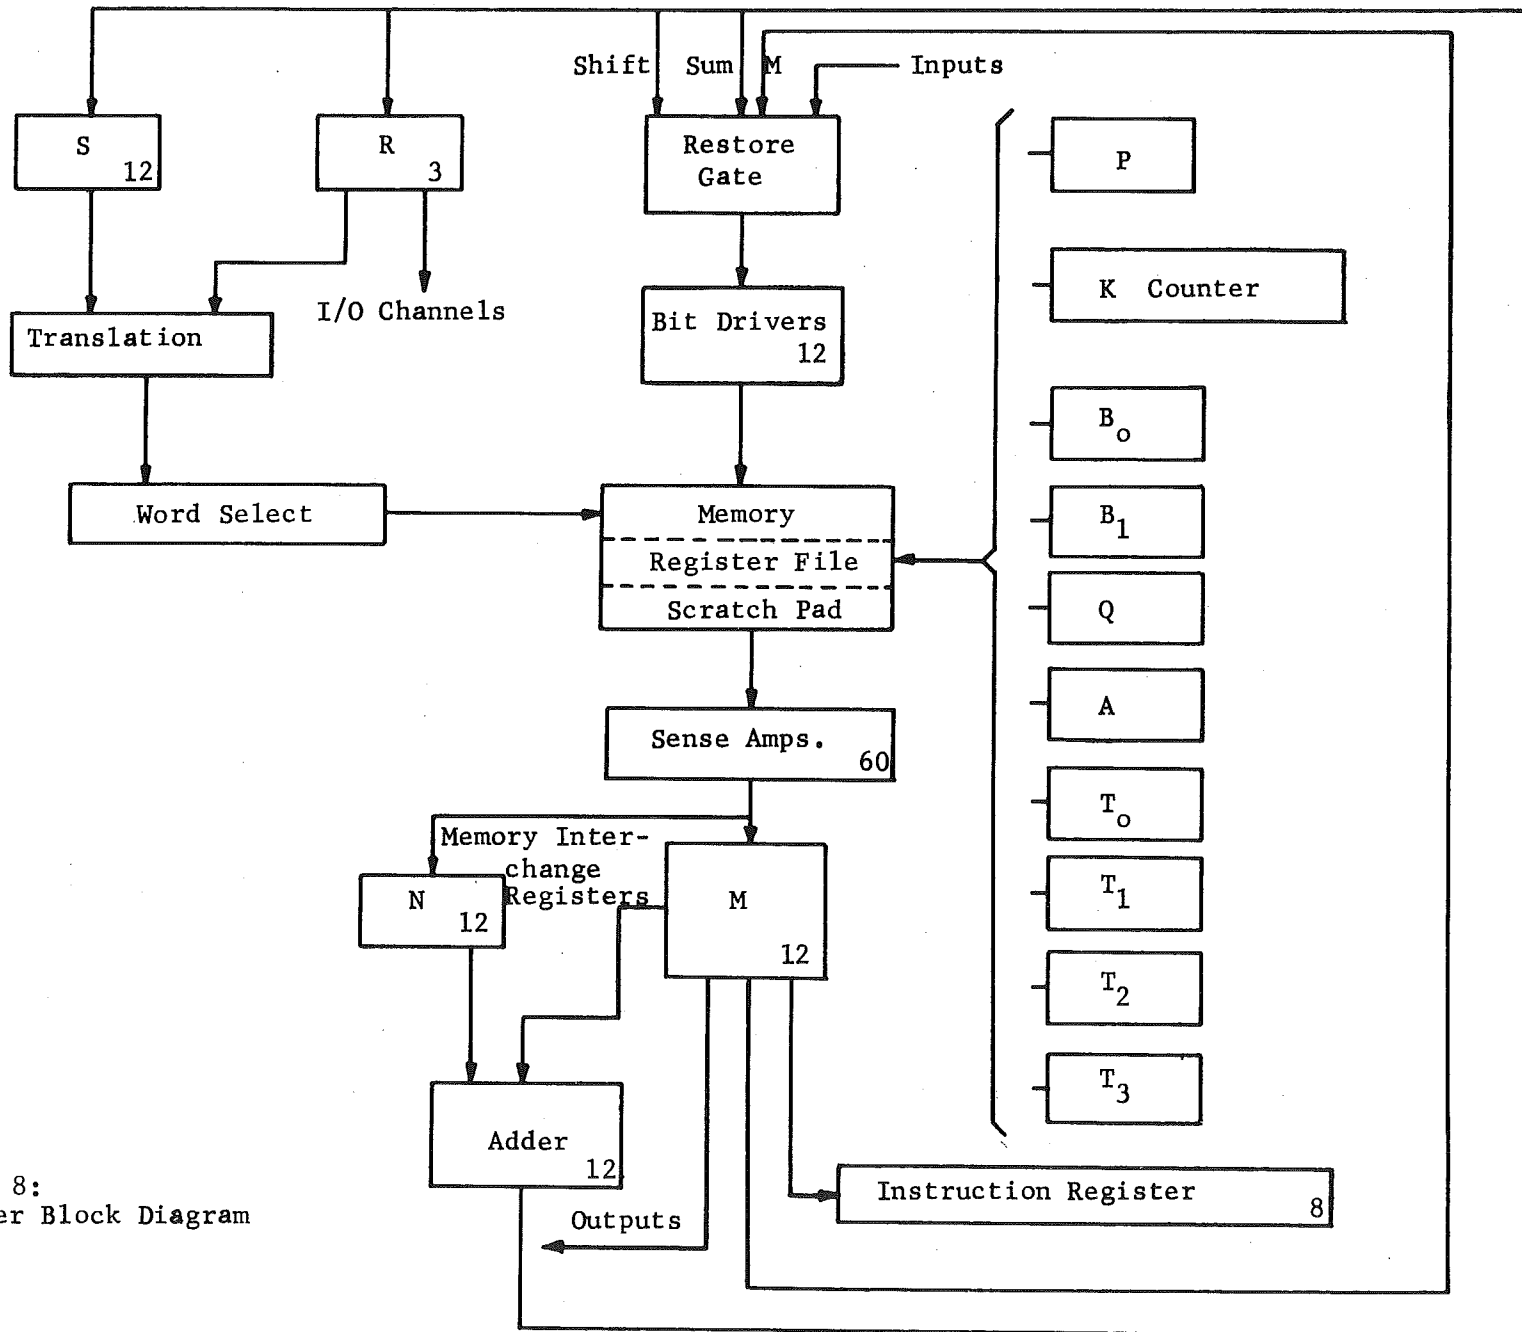 Shift Sum M Inputs
S
12
R
3
Restore
Gate
P
I/O Channels
K Counter
Translation
Bit Drivers
12
B0
B1
Word Select
Memory
Register File
Scratch Pad
Q
A
Sense Amps.
60
T0
Memory Inter-
change
Registers
N
12
M
12
T1
T2
T3
Adder
12
Instruction Register
8
8:
er Block Diagram
Outputs